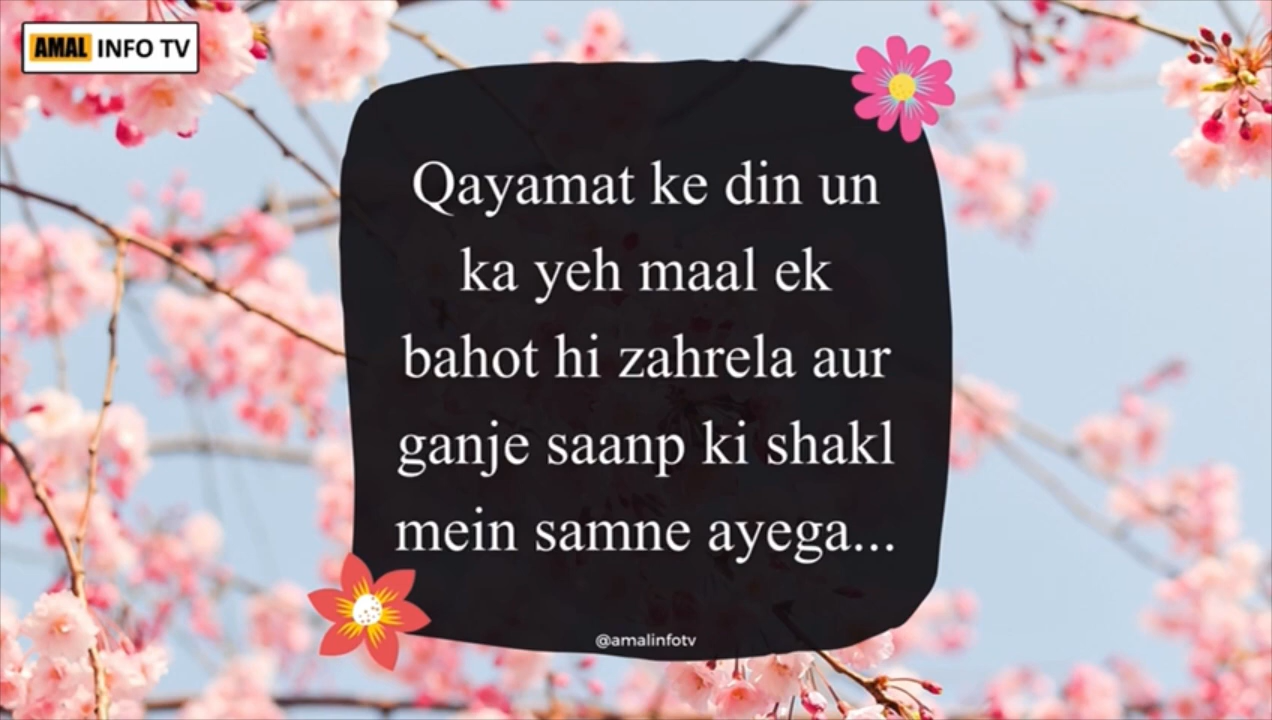 AMAL INFO TV
Qayamat ke din un
ka yeh maal ek
bahot hi zahrela aur
ganje saanp ki shakl
mein samne ayega...
@amalinfotv